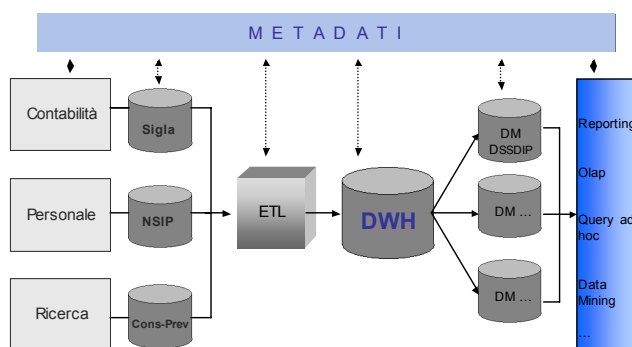 METADATI
Contabilità
Sigla
Personale
NSIP
Ricerca
Cons-Prev
ETL
DWH
DM
DSSDIP
DM ...
DM ...
Reporting
Olap
Query ad
hoc
Data
Mining
...